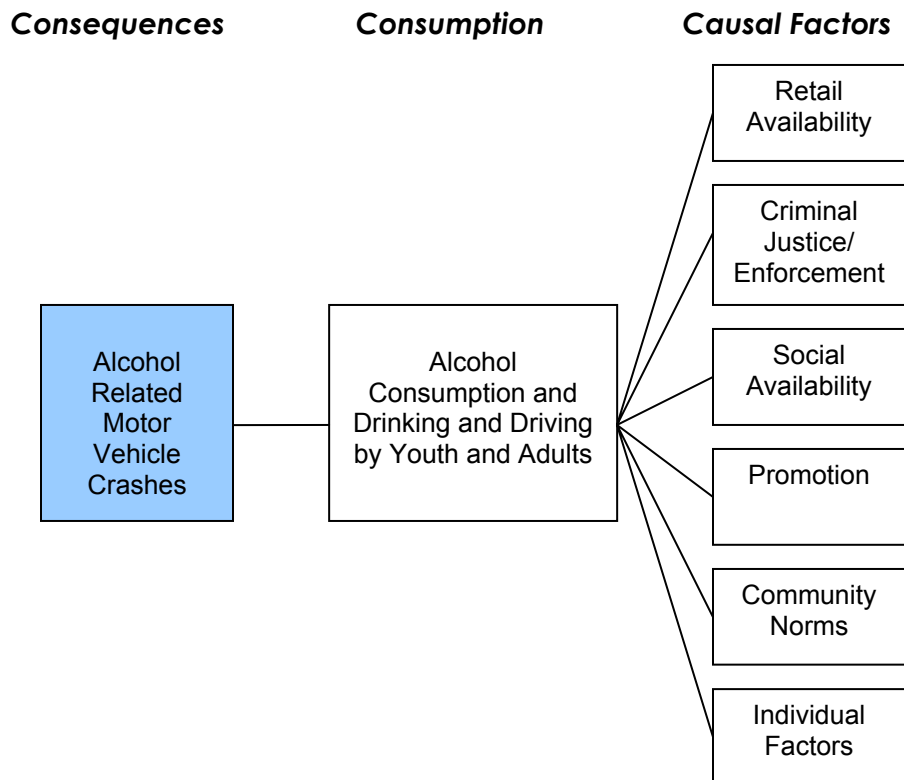 Consequences
Consumption
Causal Factors
Retail
Availability
Criminal
Justice/
Enforcement
Social
Availability
Promotion
Community
Norms
Individual
Factors
Alcohol
Consumption and
Drinking and Driving
by Youth and Adults
Alcohol
Related
Motor
Vehicle
Crashes